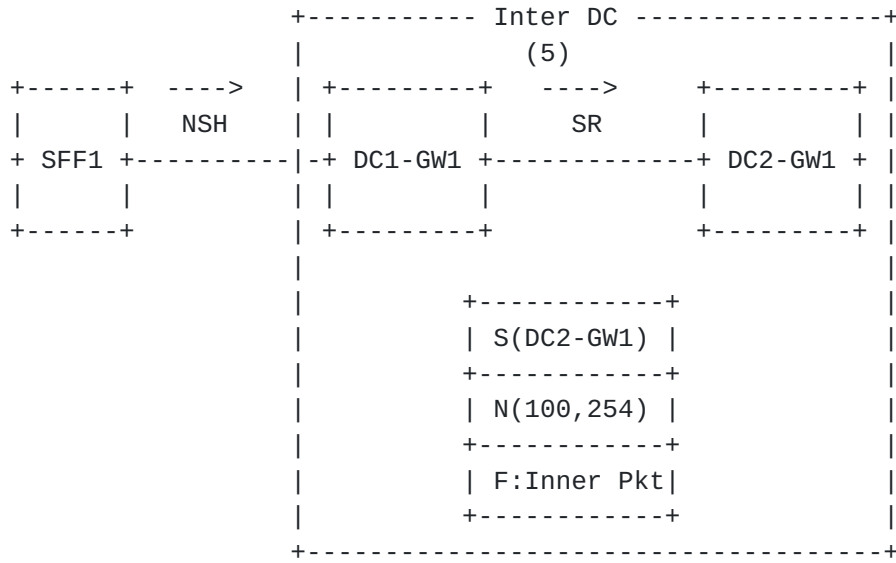 Inter DC
(5)
----> ---->
NSH SR
SFF1 DC1-GW1 DC2-GW1
S(DC2-GW1)
N(100,254)
F:Inner Pkt